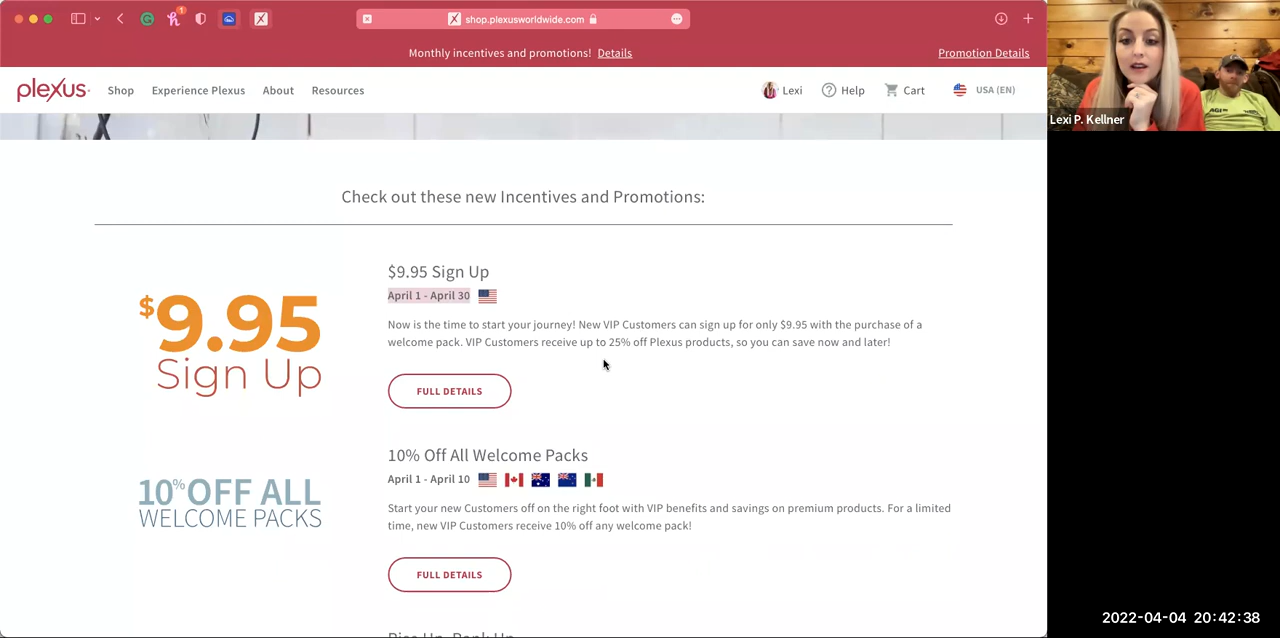 1
shop.plexusworldwide.com
Monthly incentives and promotions! Details
Promotion Details
plexus
Shop
Experience Plexus
About
Resources
Lexi
Help
Cart
USA (EN)
Lexi P. Kellner
Check out these new Incentives and Promotions:
$9.95
Sign Up
$9.95 Sign Up
April 1 - April 30
Now is the time to start your journey! New VIP Customers can sign up for only $9.95 with the purchase of a
welcome pack. VIP Customers receive up to 25% off Plexus products, so you can save now and later!
FULL DETAILS
10% OFF ALL
WELCOME PACKS
10% Off All Welcome Packs
April 1 - April 10
Start your new Customers off on the right foot with VIP benefits and savings on premium products. For a limited
time, new VIP Customers receive 10% off any welcome pack!
FULL DETAILS
2022-04-04 20:42:38